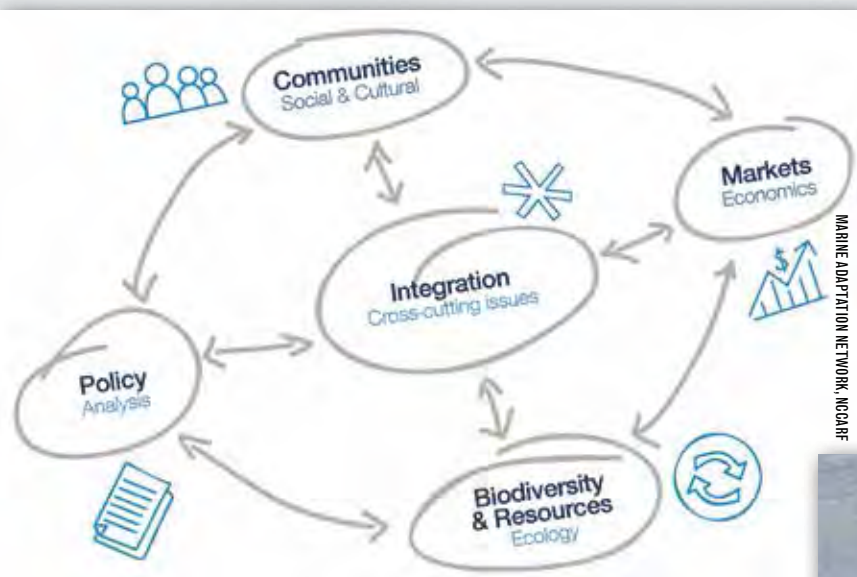 Communities
Social & Cultural
Markets
Economics
$
Integration
Cross-cutting issues
Policy
Analysis
Biodiversity
& Resources
Ecology
MARINE ADAPTATION NETWORK, NCCARF